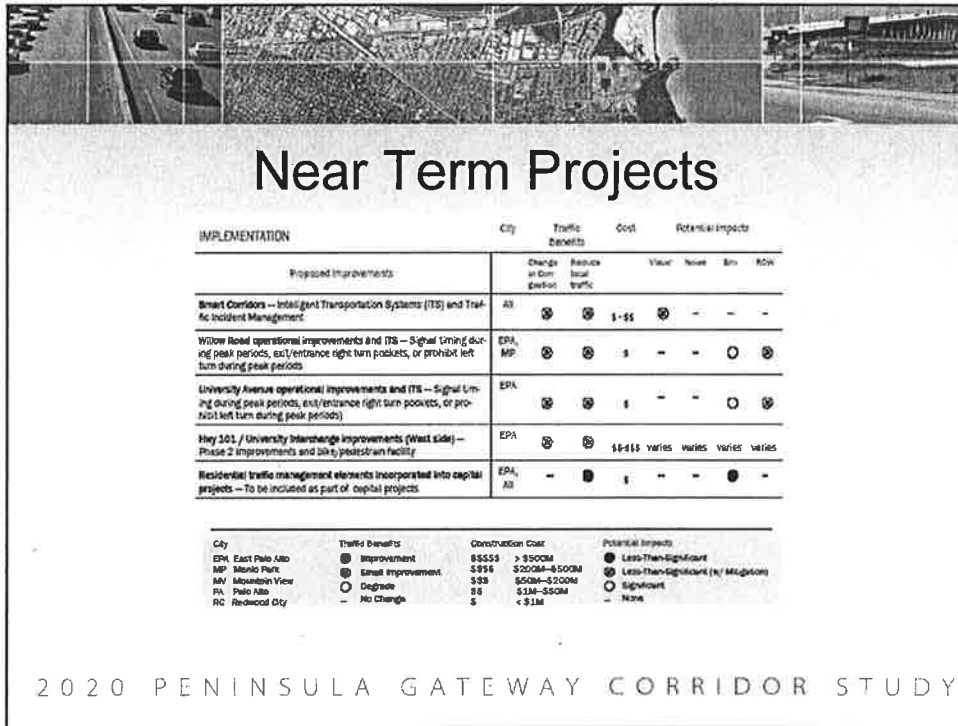 Near Term Projects
IMPLEMENTATION City Traffic Benefits Cost Potential Impacts
Proposed Improvements Change in Congestion Reduce local traffic Visual Noise Env ROW
Smart Corridors — Intelligent Transportation Systems (ITS) and Traf-
fic Incident Management All $-$$ – – –
Willow Road operational improvements and ITS — Signal timing dur-
ing peak periods, exit/entrance right turn pockets, or prohibit left
turn during peak periods EPA, MP $ – –
University Avenue operational improvements and ITS — Signal tim-
ing during peak periods, exit/entrance right turn pockets, or pro-
hibit left turn during peak periods) EPA $ – –
Hwy 101 / University Interchange improvements (West side) —
Phase 2 improvements and bike/pedestrian facility EPA $$-$$$ varies varies varies varies
Residential traffic management elements incorporated into capital
projects — To be included as part of capital projects EPA, All – $ – – –
City Traffic Benefits Construction Cost Potential Impacts
EPA East Palo Alto Improvement $$$$$ > $500M Less-Than-Significant
MP Menlo Park Small Improvement $$$$ $200M–$500M Less-Than-Significant (w/ Mitigation)
MV Mountain View Degrade $$$ $50M–$200M Significant
PA Palo Alto – No Change $$ $1M–$50M – None
RC Redwood City $ < $1M
2020 PENINSULA GATEWAY CORRIDOR STUDY